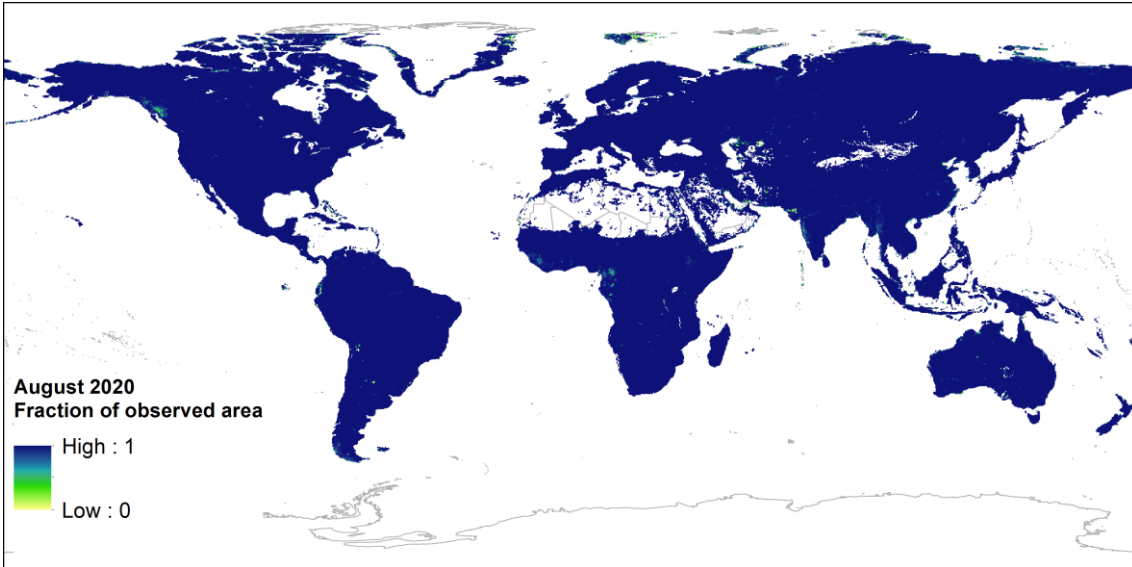 August 2020
Fraction of observed area
High : 1
Low : 0